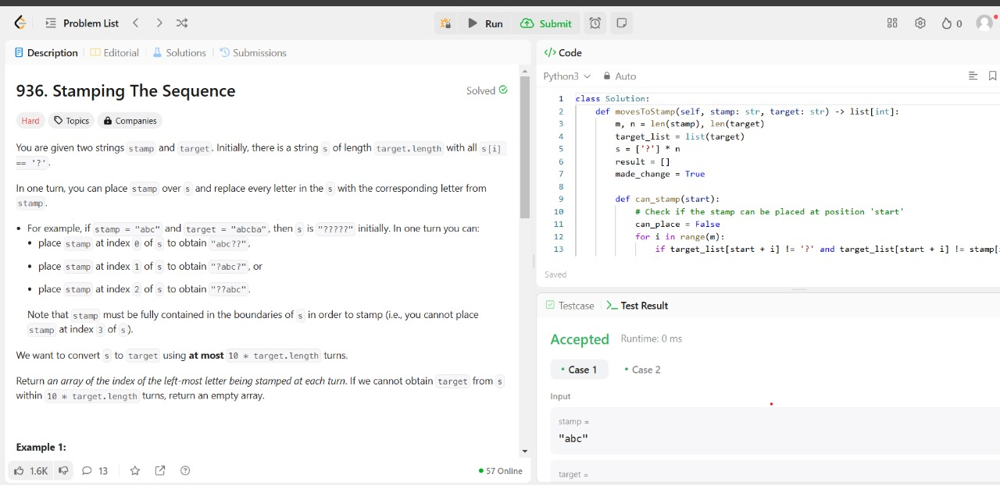 Problem List
Run
Submit
0
Description
Editorial
Solutions
Submissions
936. Stamping The Sequence
Solved
Hard
Topics
Companies
You are given two strings stamp and target. Initially, there is a string s of length target.length with all s[i]
== '?'.
In one turn, you can place stamp over s and replace every letter in the s with the corresponding letter from
stamp.
• For example, if stamp = "abc" and target = "abcba", then s is "?????" initially. In one turn you can:
• place stamp at index 0 of s to obtain "abc??",
• place stamp at index 1 of s to obtain "?abc?", or
• place stamp at index 2 of s to obtain "??abc".
Note that stamp must be fully contained in the boundaries of s in order to stamp (i.e., you cannot place
stamp at index 3 of s).
We want to convert s to target using at most 10 * target.length turns.
Return an array of the index of the left-most letter being stamped at each turn. If we cannot obtain target from s
within 10 * target.length turns, return an empty array.
Example 1:
1.6K
13
57 Online
</> Code
Python3
Auto
1 class Solution:
2 def movesToStamp(self, stamp: str, target: str) -> list[int]:
3 m, n = len(stamp), len(target)
4 target_list = list(target)
5 s = ['?'] * n
6 result = []
7 made_change = True
8
9 def can_stamp(start):
10 # Check if the stamp can be placed at position 'start'
11 can_place = False
12 for i in range(m):
13 if target_list[start + i] != '?' and target_list[start + i] != stamp[i
Saved
Testcase
>_ Test Result
Accepted
Runtime: 0 ms
• Case 1
• Case 2
Input
stamp =
"abc"
target =